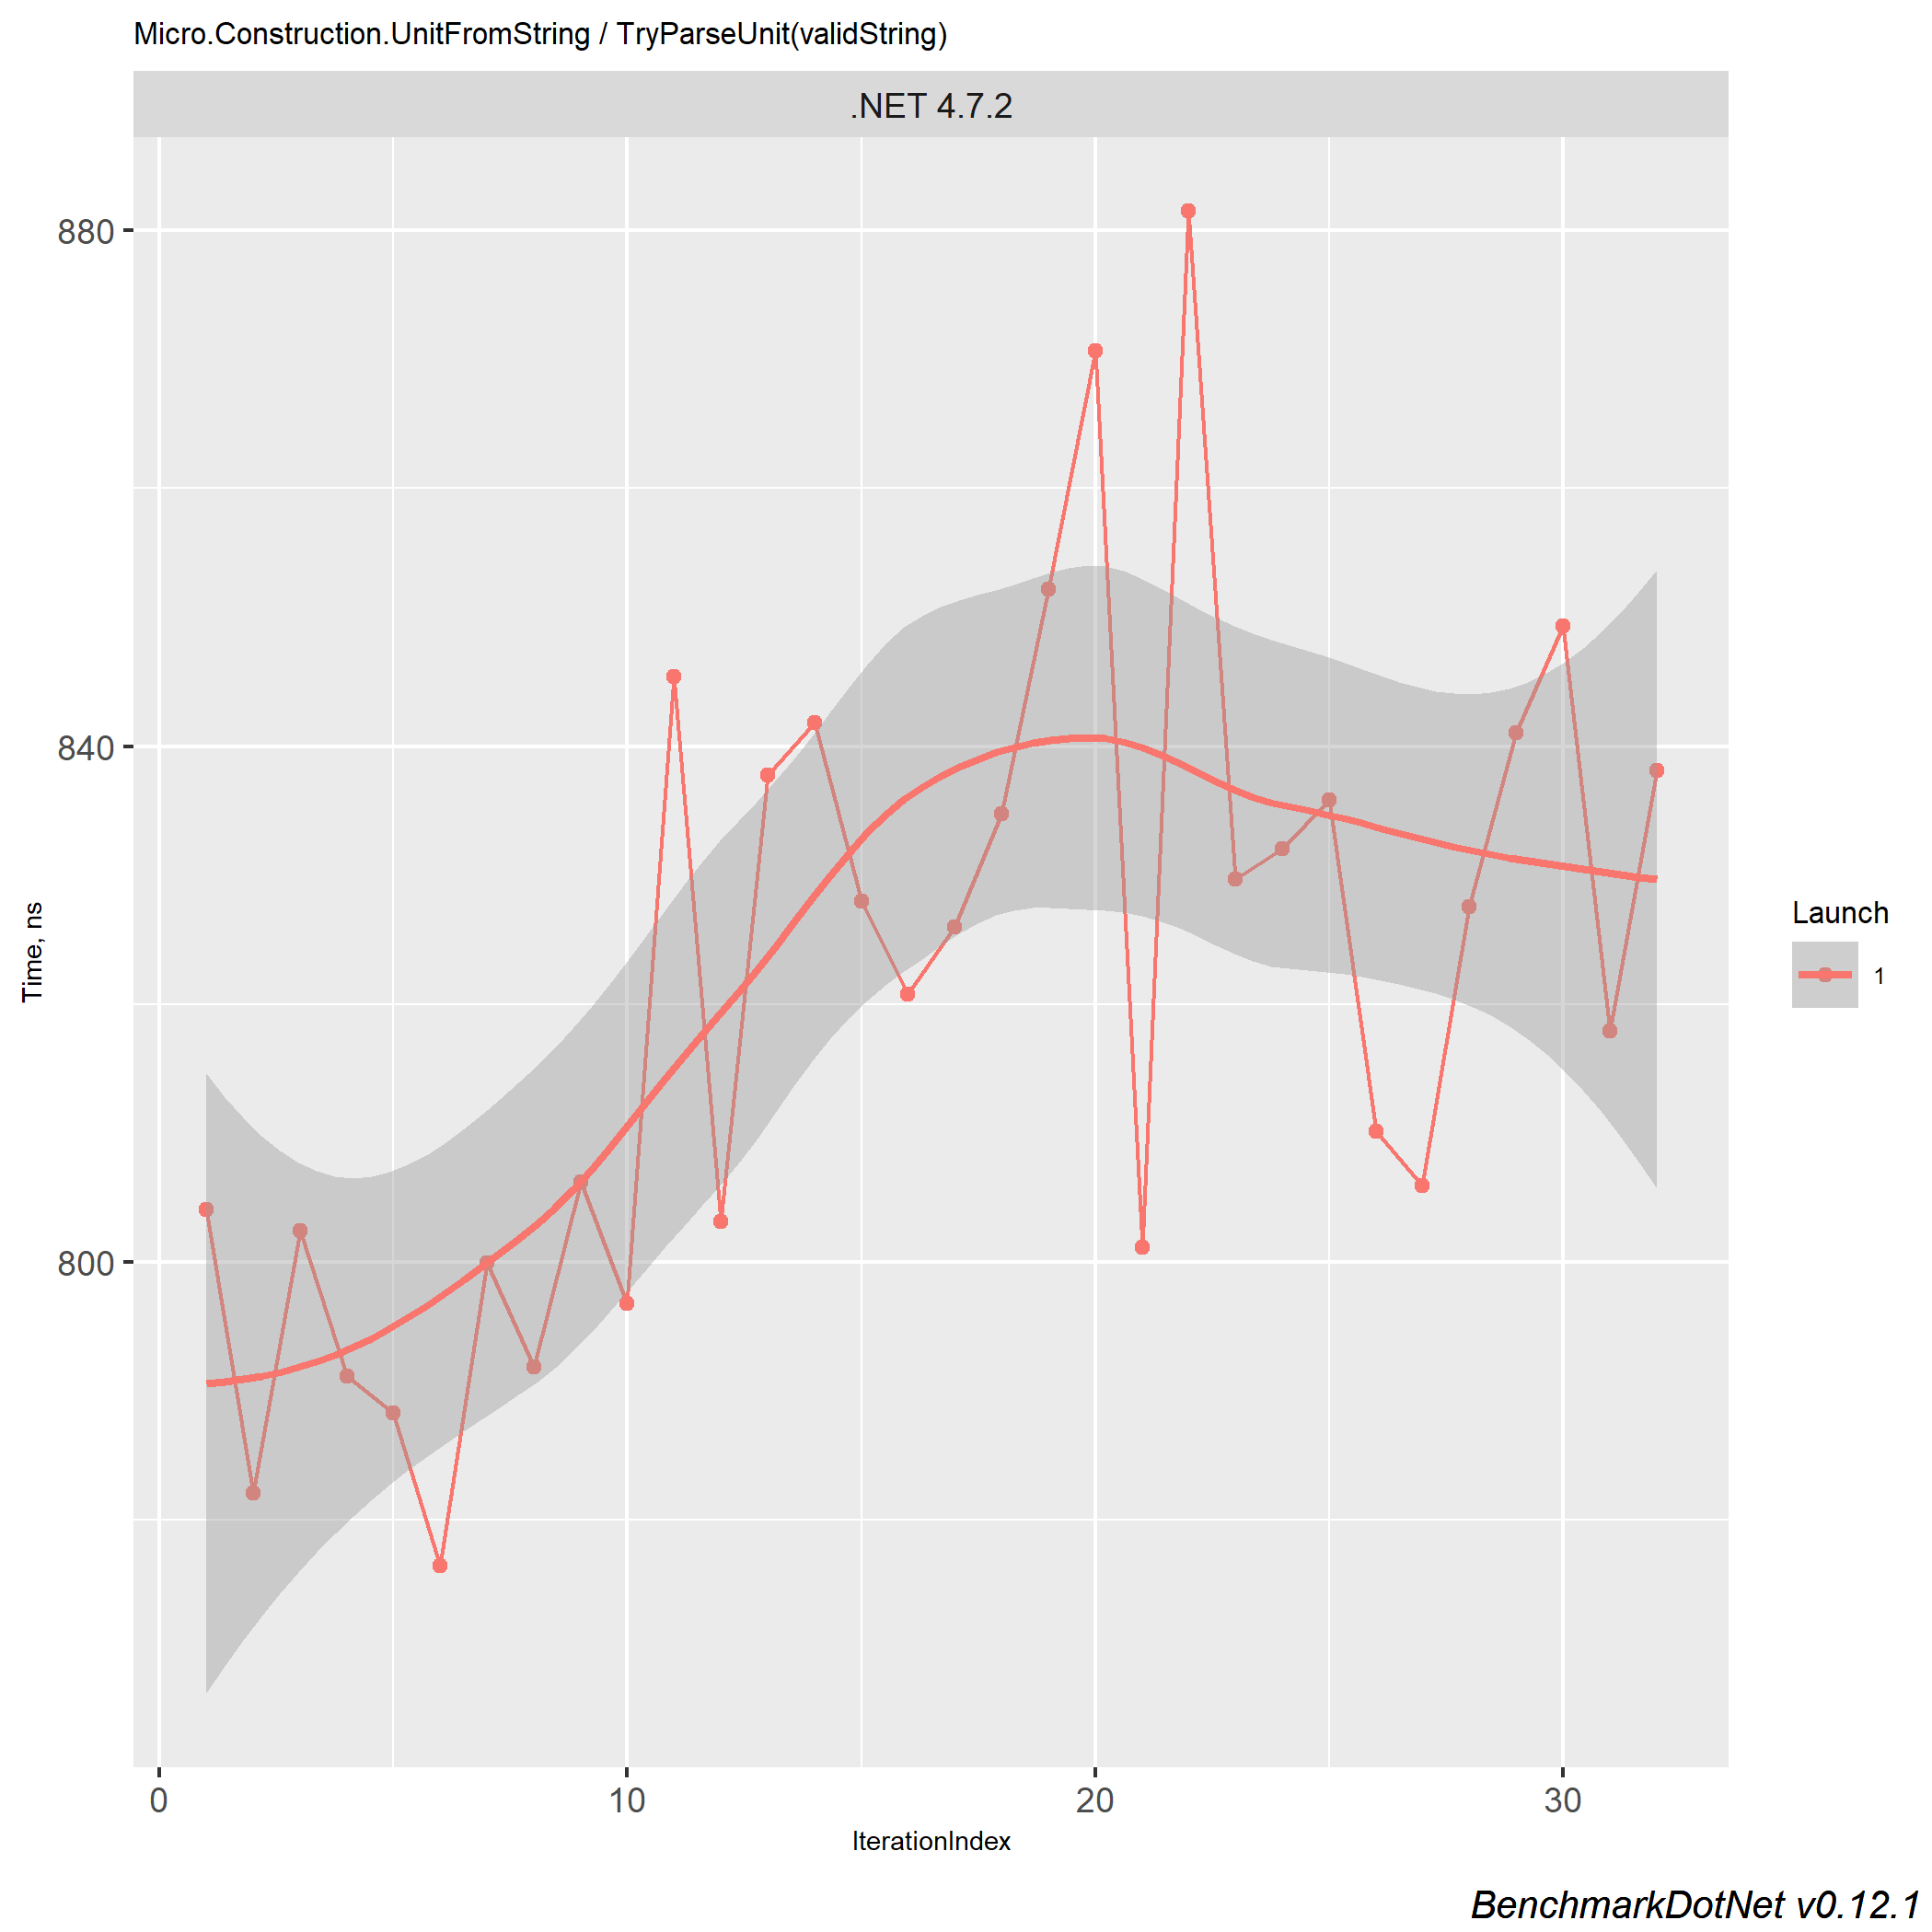 Micro.Construction.UnitFromString / TryParseUnit(validString)
.NET 4.7.2
880
840
800
Time, ns
0 10 20 30
IterationIndex
Launch
1
BenchmarkDotNet v0.12.1